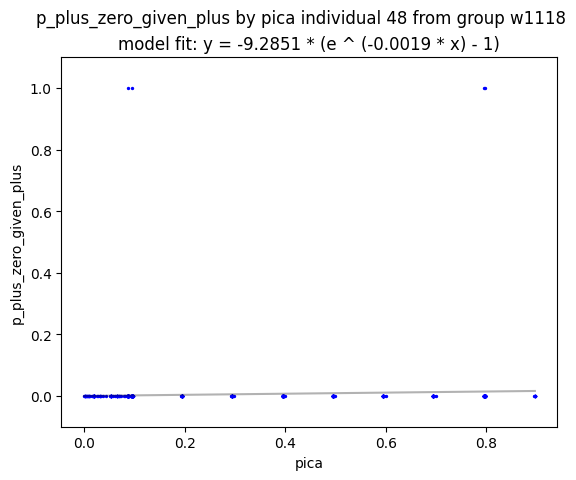 p_plus_zero_given_plus by pica individual 48 from group w1118
model fit: y = -9.2851 * (e ^ (-0.0019 * x) - 1)
1.0
0.8
0.6
0.4
0.2
0.0
p_plus_zero_given_plus
0.0 0.2 0.4 0.6 0.8
pica